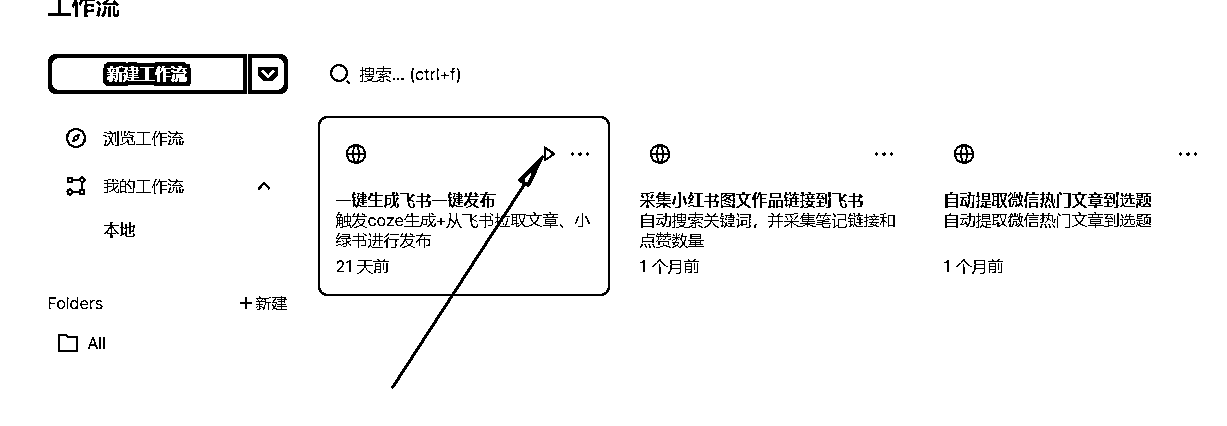 工作流
新建工作流
搜索... (ctrl+f)
浏览工作流
我的工作流
本地
Folders
+新建
All
一键生成飞书一键发布
触发coze生成+从飞书拉取文章、小
绿书进行发布
21 天前
采集小红书图文作品链接到飞书
自动搜索关键词，并采集笔记链接和
点赞数量
1 个月前
自动提取微信热门文章到选题
自动提取微信热门文章到选题
1 个月前